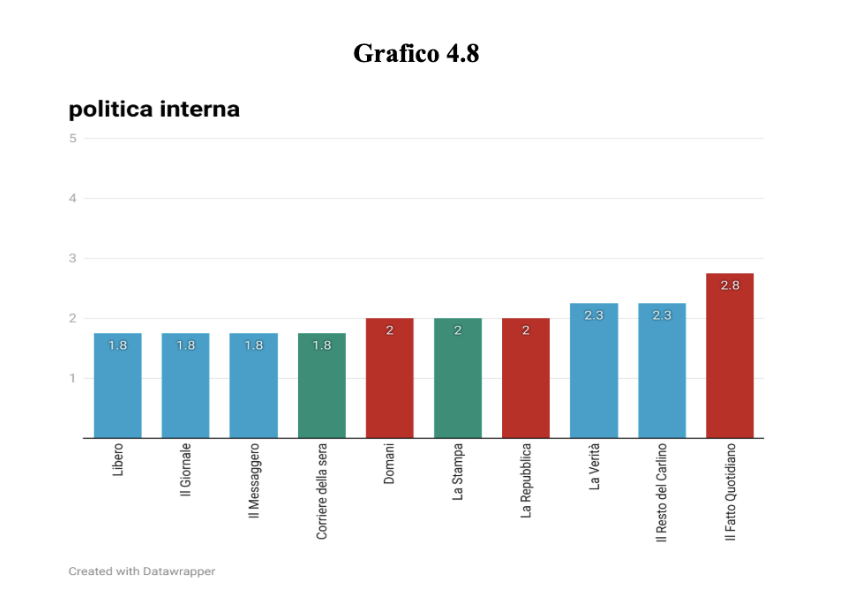 Grafico 4.8
politica interna
5
4
3
2
1
1.8
1.8
1.8
1.8
2
2
2
2.3
2.3
2.8
Libero
Il Giornale
Il Messaggero
Corriere della sera
Domani
La Stampa
La Repubblica
La Verità
Il Resto del Carlino
Il Fatto Quotidiano
Created with Datawrapper